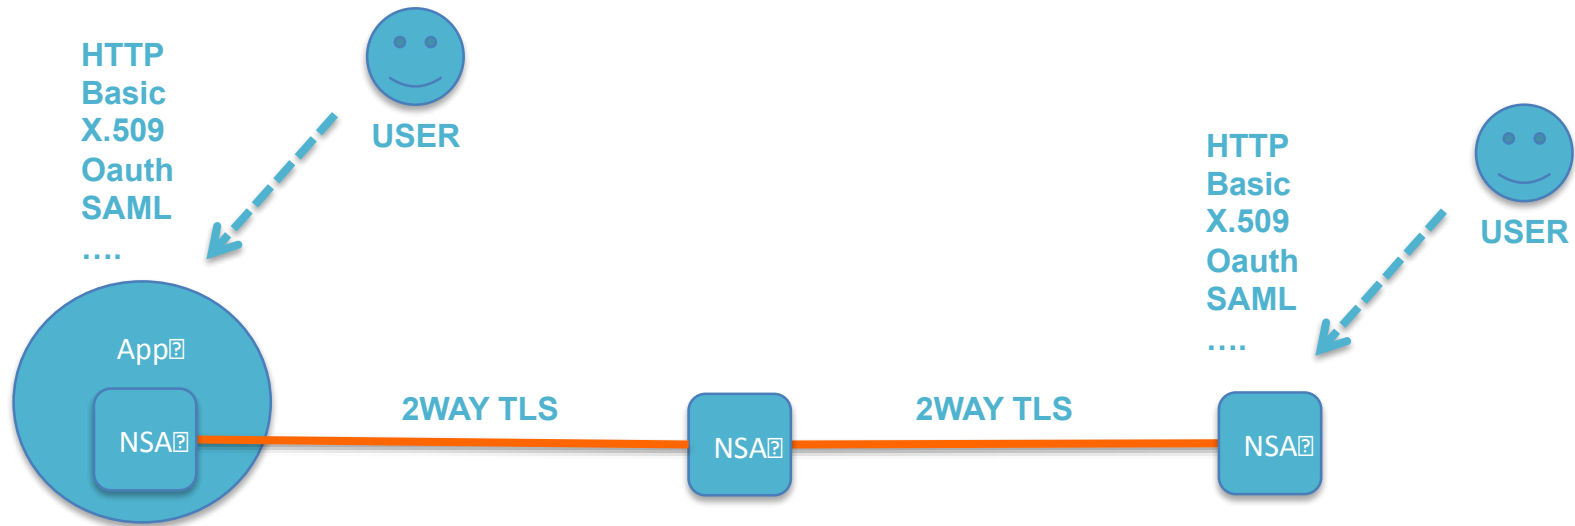 HTTP
Basic
X.509
Oauth
SAML
....
USER
App
NSA
2WAY TLS
NSA
2WAY TLS
NSA
HTTP
Basic
X.509
Oauth
SAML
....
USER